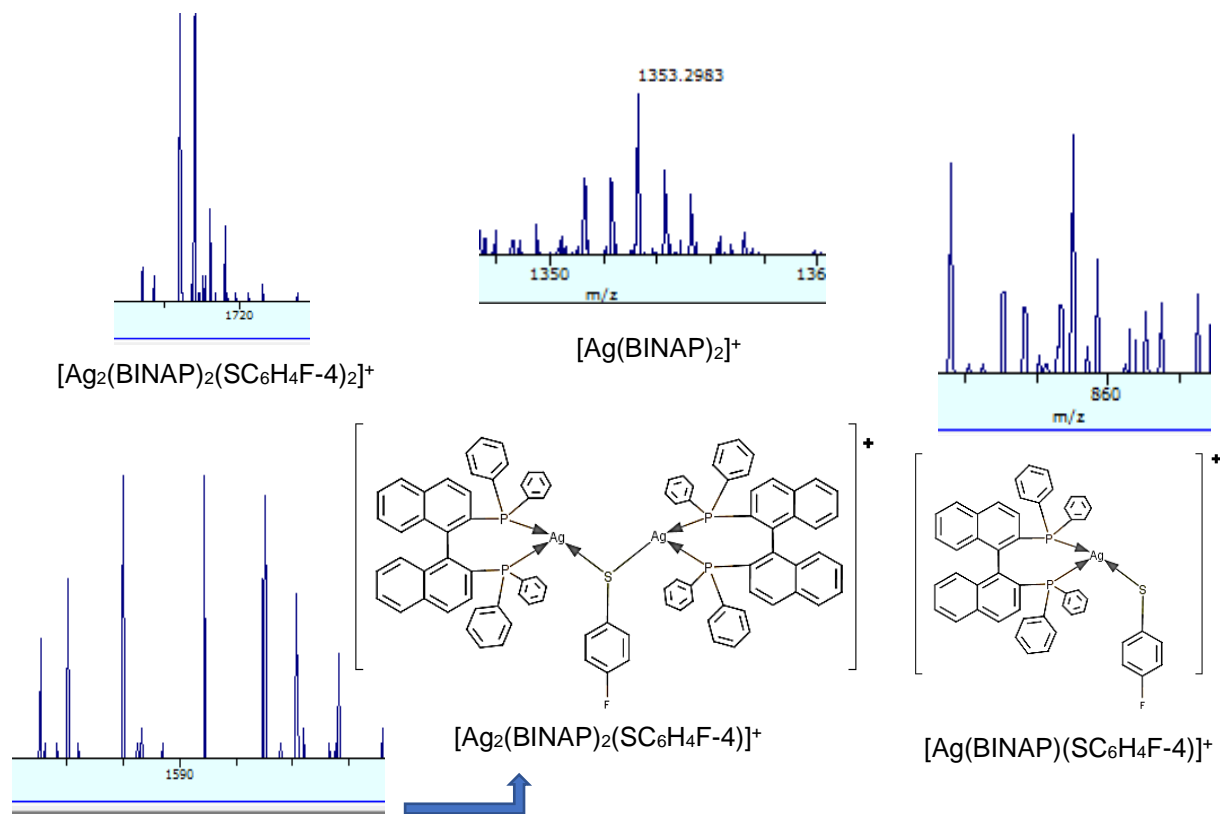 1353.2983
1720
1350
136
m/z
860
m/z
[Ag₂(BINAP)₂(SC₆H₄F-4)₂]⁺
[Ag(BINAP)₂]⁺
+
P
P
Ag
Ag
P
P
S
F
+
P
Ag
P
S
F
1590
[Ag₂(BINAP)₂(SC₆H₄F-4)]⁺
[Ag(BINAP)(SC₆H₄F-4)]⁺